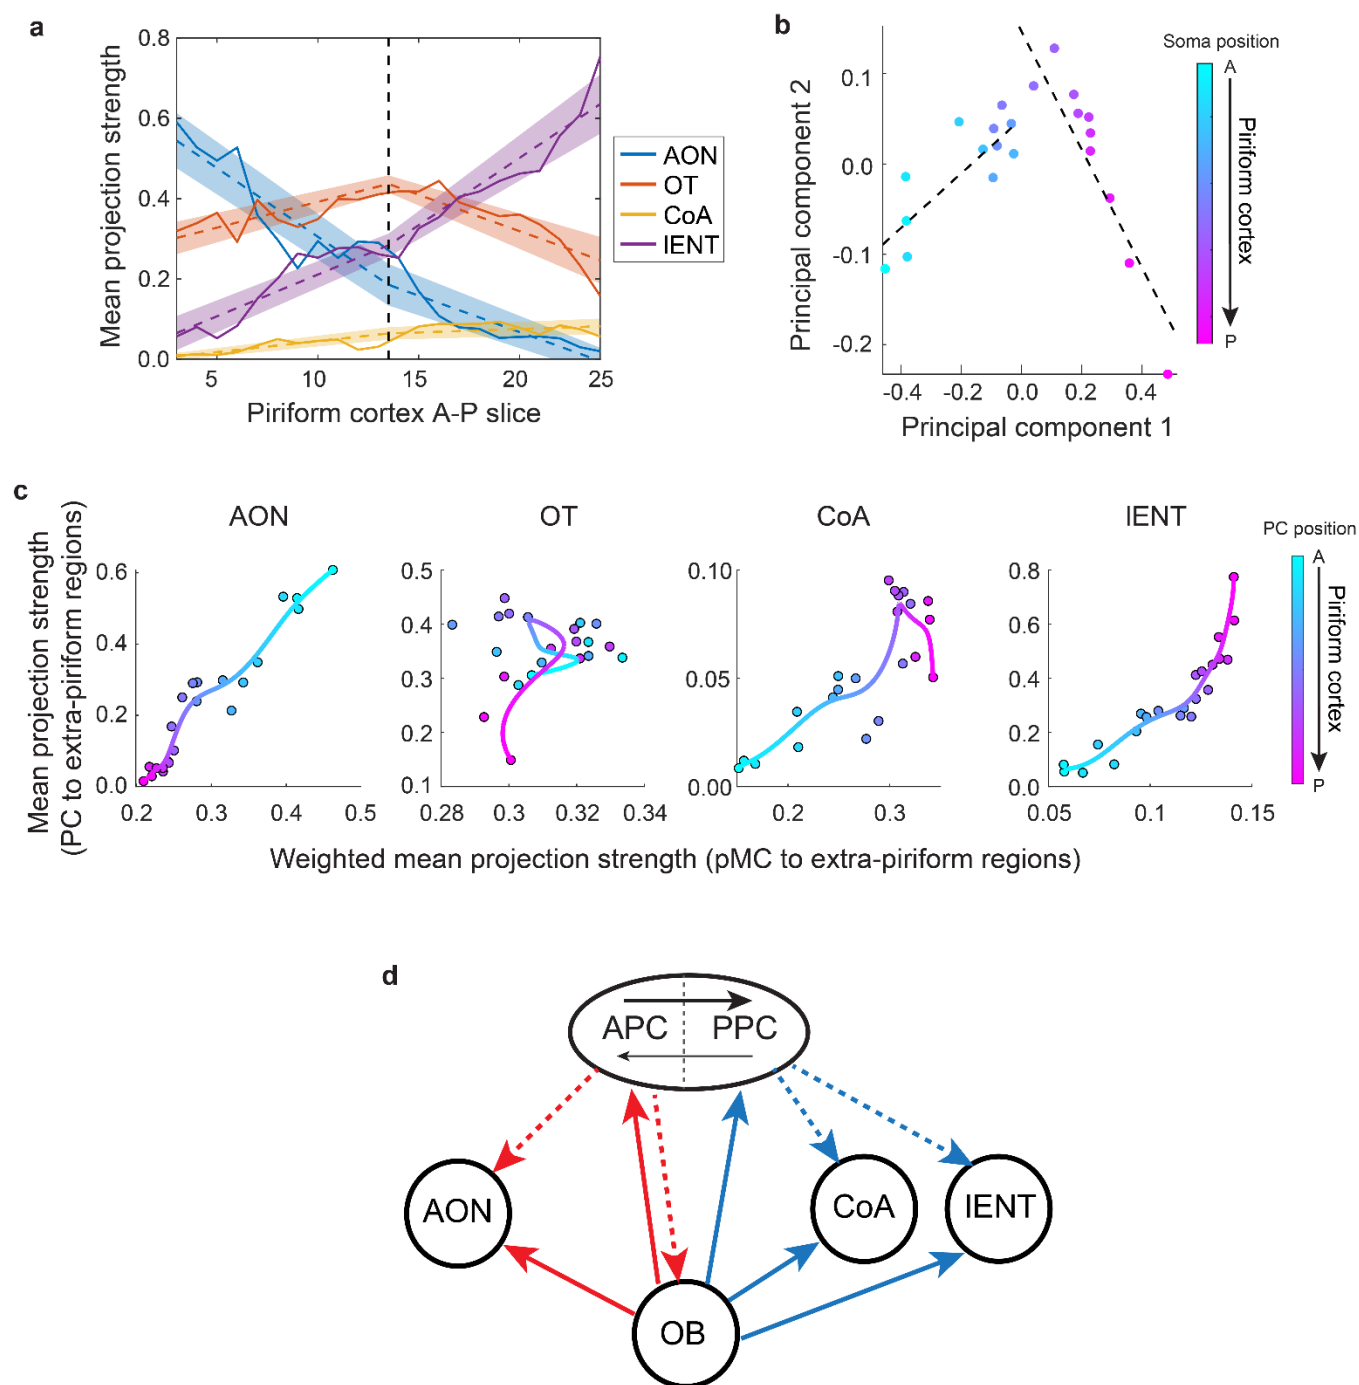 a
0.8
0.6
0.4
0.2
0.0
5
10
15
20
25
Mean projection strength
Piriform cortex A-P slice
AON
OT
CoA
lENT
b
0.1
0.0
-0.1
-0.2
-0.4
-0.2
0.0
0.2
0.4
Principal component 2
Principal component 1
Soma position
A
Piriform cortex
P
c
Mean projection strength
(PC to extra-piriform regions)
AON
0.6
0.4
0.2
0.0
0.2
0.3
0.4
0.5
OT
0.5
0.4
0.3
0.2
0.1
0.28
0.3
0.32
0.34
CoA
0.10
0.05
0.00
0.2
0.3
lENT
0.8
0.6
0.4
0.2
0.0
0.05
0.1
0.15
PC position
A
Piriform cortex
P
Weighted mean projection strength (pMC to extra-piriform regions)
d
APC
PPC
AON
CoA
lENT
OB